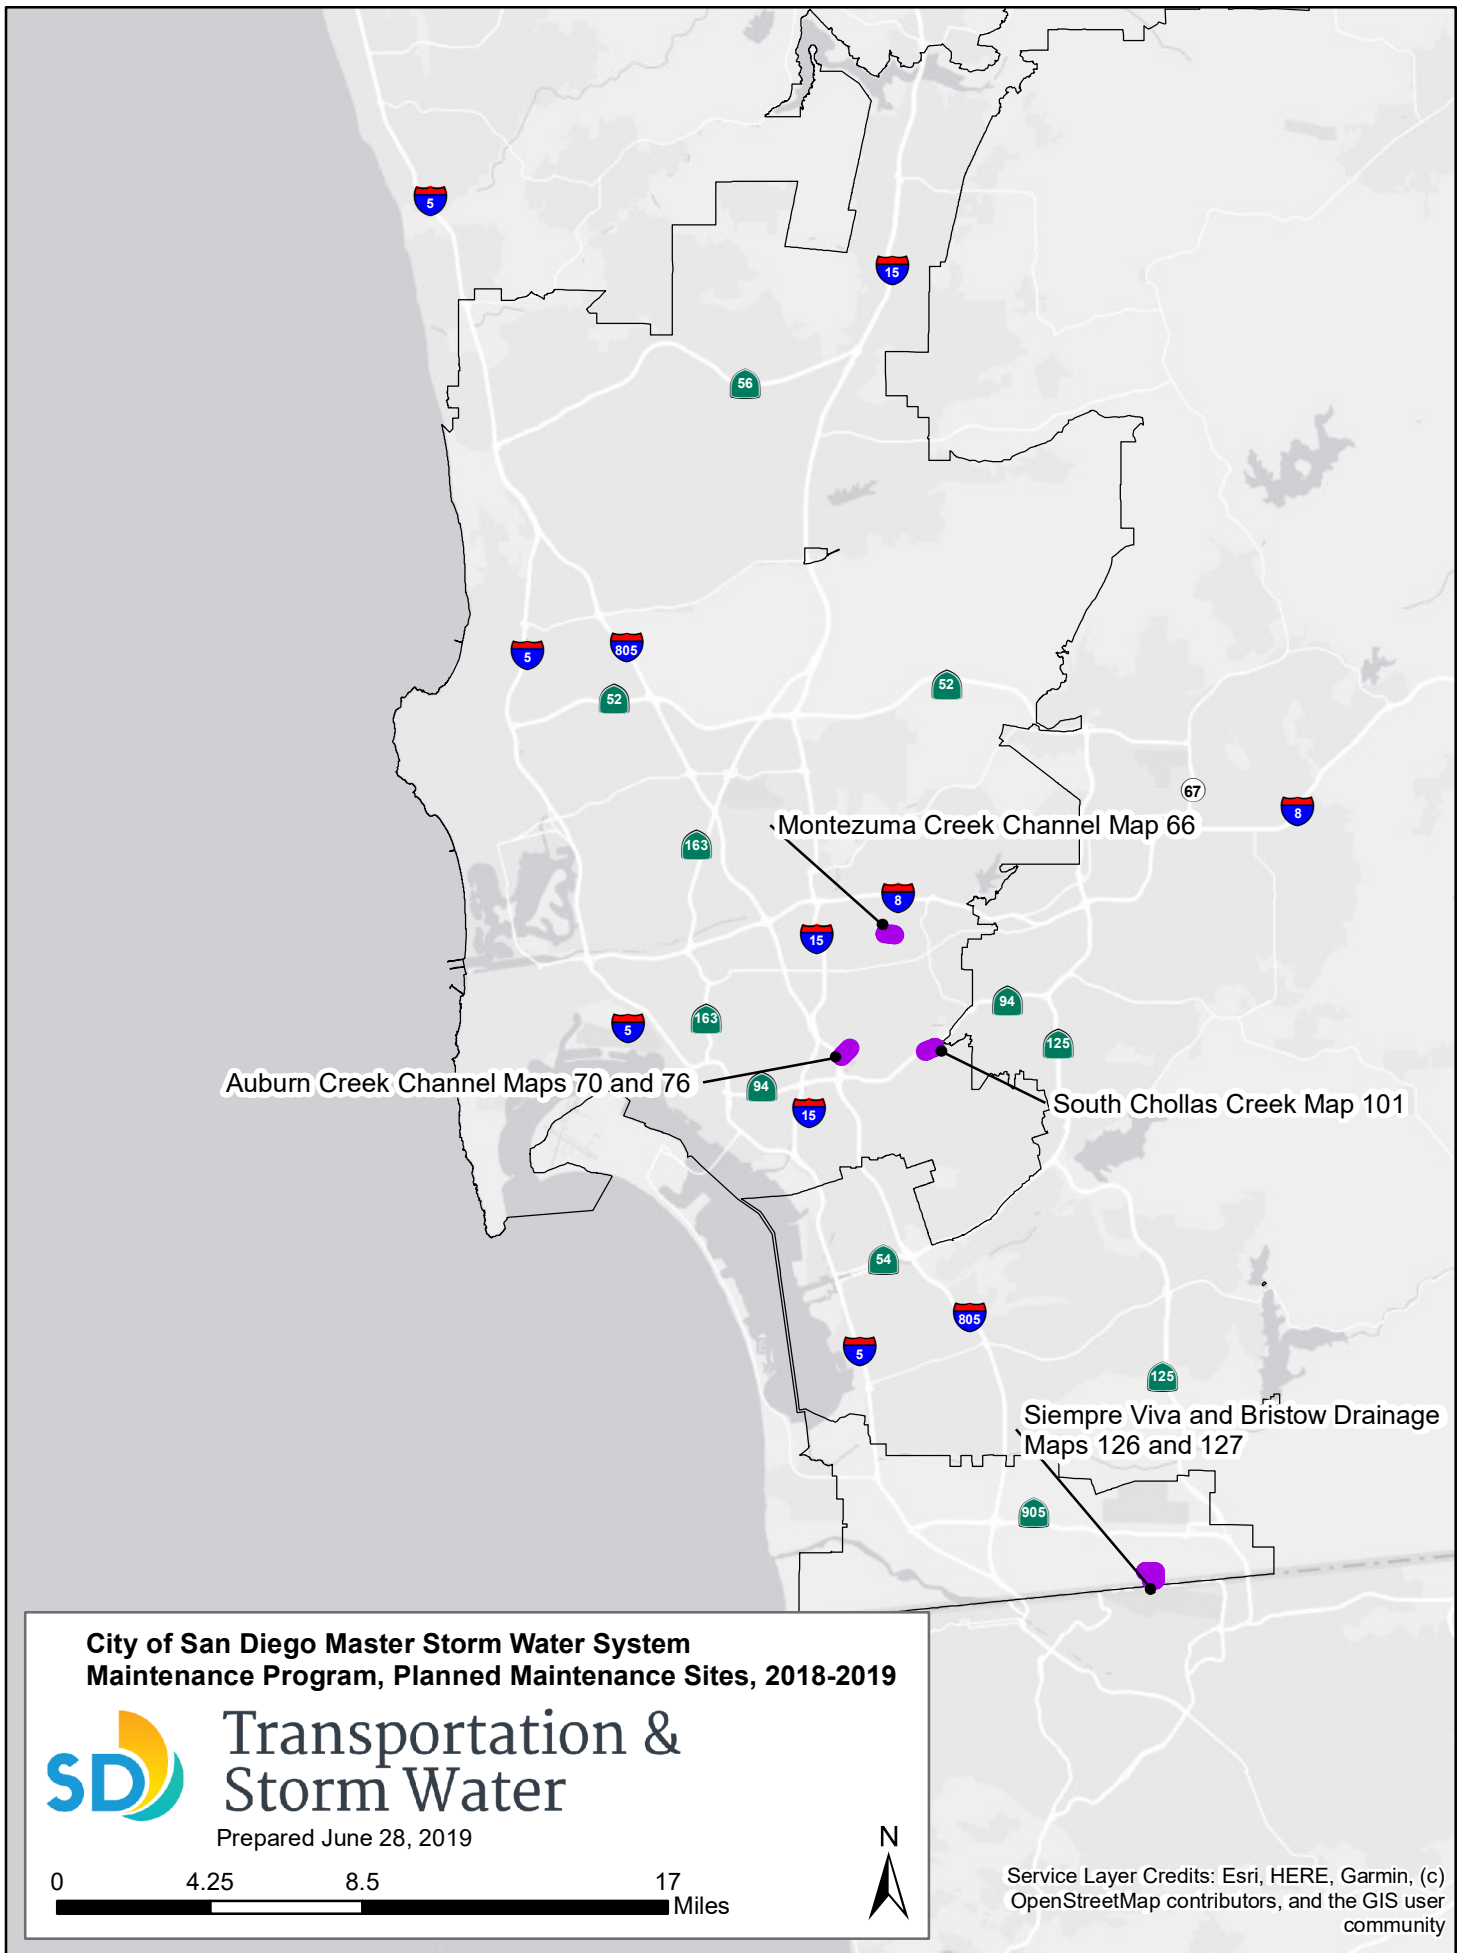 5
15
56
5
805
52
52
67
8
Montezuma Creek Channel Map 66
163
8
15
94
163
5
125
Auburn Creek Channel Maps 70 and 76
94
15
South Chollas Creek Map 101
54
805
5
125
Siempre Viva and Bristow Drainage
Maps 126 and 127
905
City of San Diego Master Storm Water System
Maintenance Program, Planned Maintenance Sites, 2018-2019
SD
Transportation &
Storm Water
Prepared June 28, 2019
N
0 4.25 8.5 17
Miles
Service Layer Credits: Esri, HERE, Garmin, (c)
OpenStreetMap contributors, and the GIS user
community